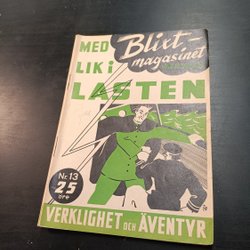 MED Blixt-
LIK i magasinet
LASTEN
Nr. 13
25
öre
VERKLIGHET OCH ÄVENTYR